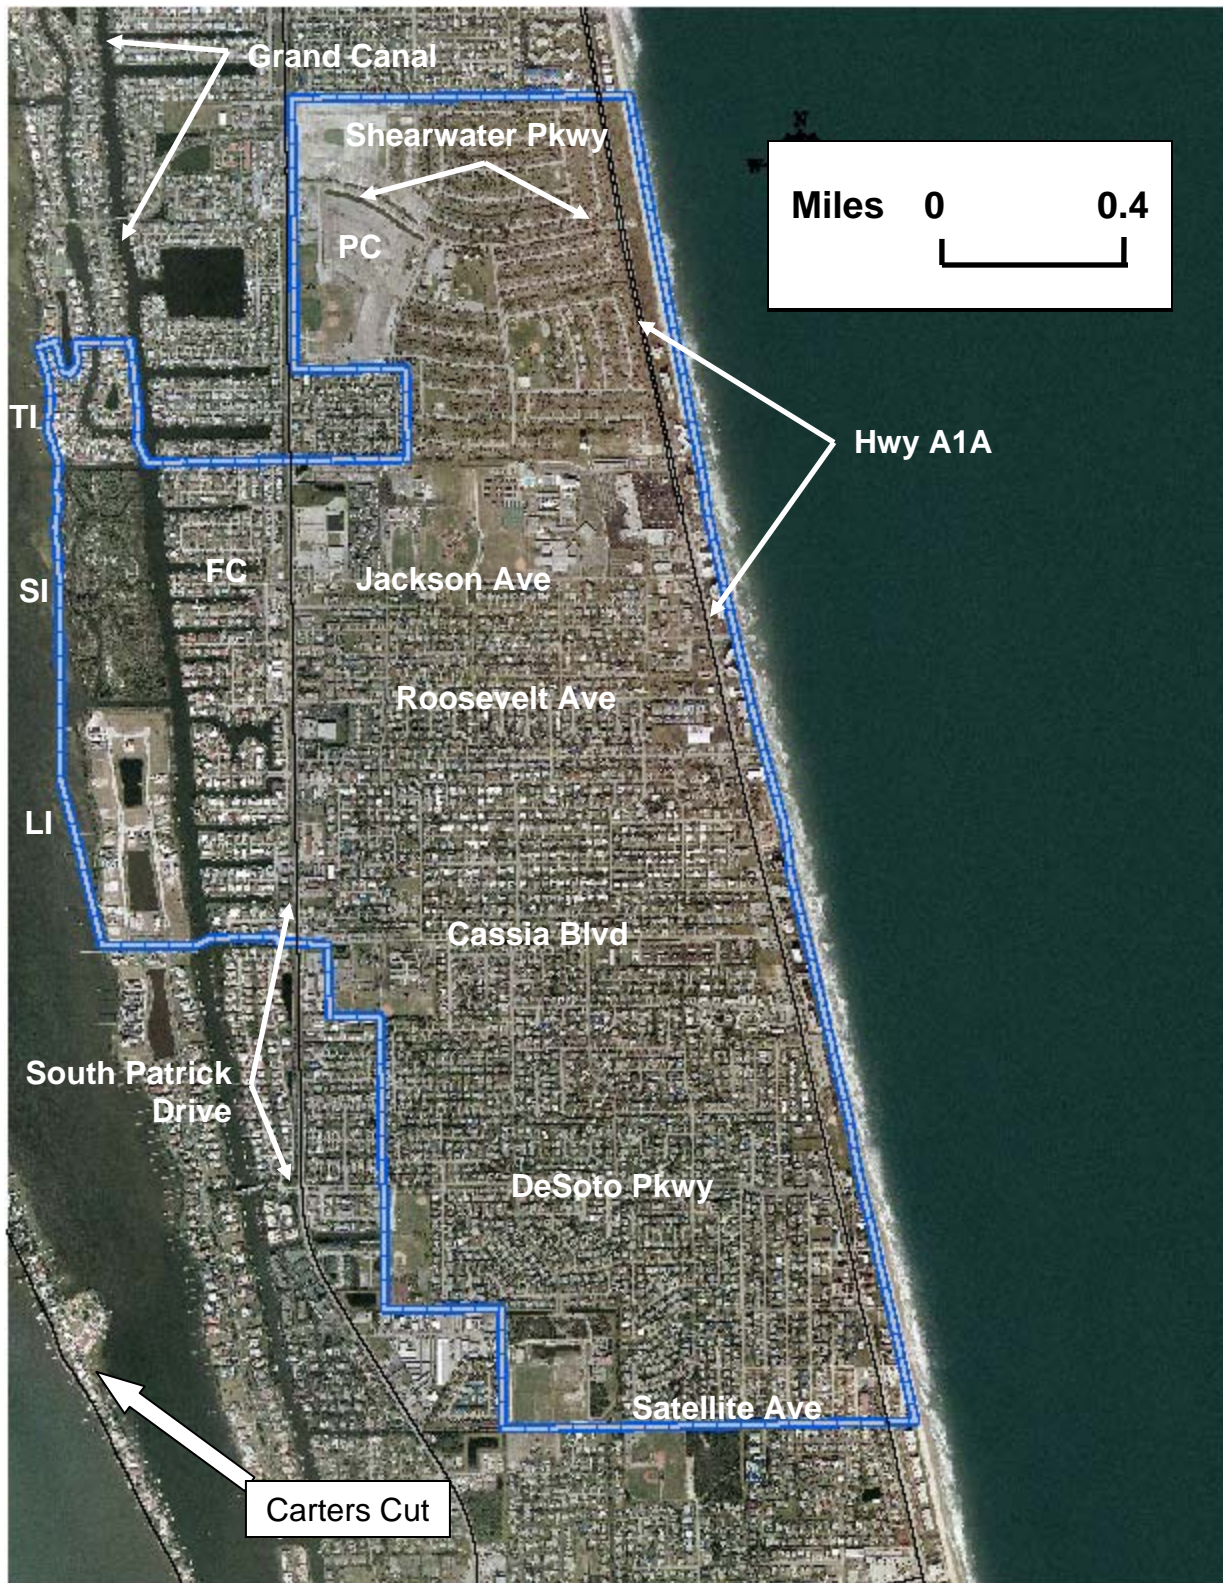 Grand Canal
N
Shearwater Pkwy
W
Miles 0 0.4
PC
TI
Hwy A1A
SI
FC
Jackson Ave
Roosevelt Ave
LI
Cassia Blvd
South Patrick
Drive
DeSoto Pkwy
Satellite Ave
Carters Cut